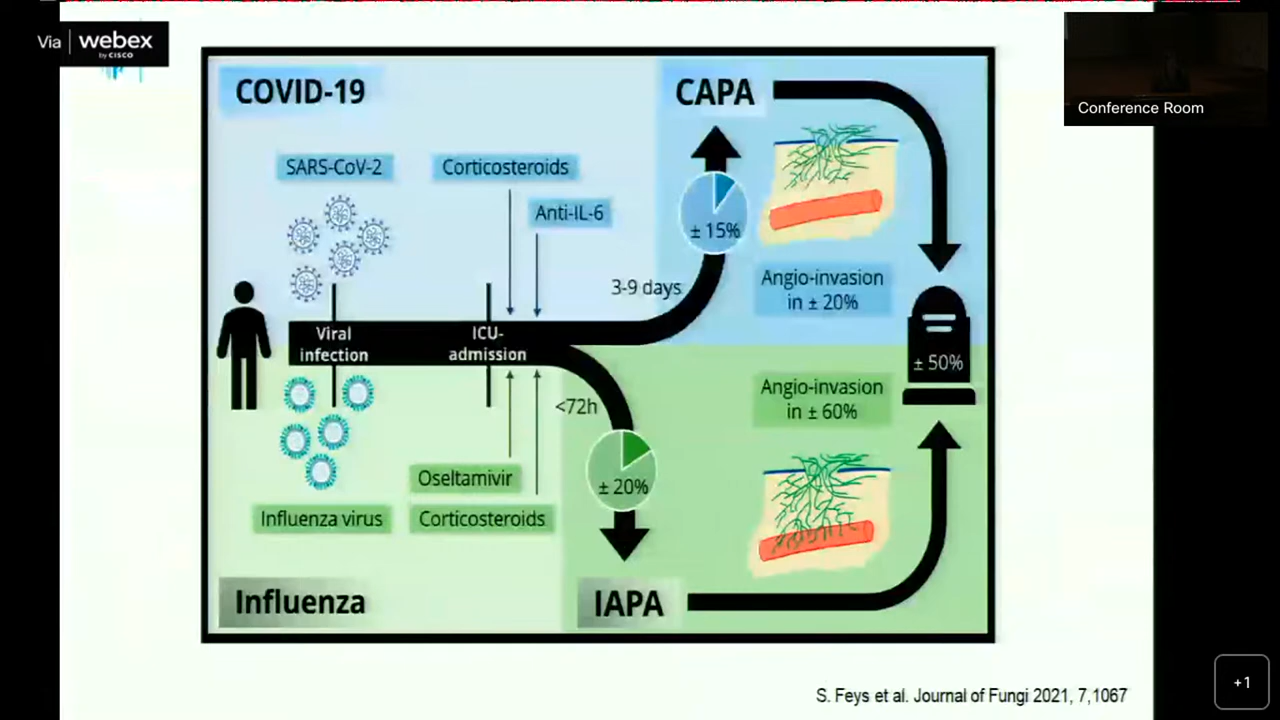 Via webex
by CISCO
Conference Room
COVID-19
CAPA
SARS-CoV-2
Corticosteroids
Anti-IL-6
± 15%
3-9 days
Angio-invasion
in ± 20%
Viral
infection
ICU-
admission
± 50%
<72h
Angio-invasion
in ± 60%
± 20%
Oseltamivir
Influenza virus
Corticosteroids
Influenza
IAPA
S. Feys et al. Journal of Fungi 2021, 7,1067
+1